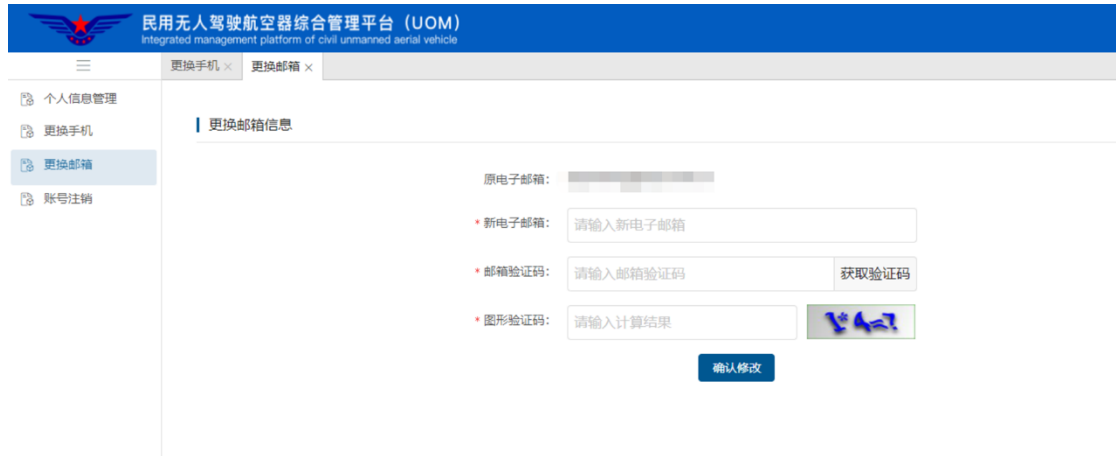 民用无人驾驶航空器综合管理平台（UOM）
Integrated management platform of civil unmanned aerial vehicle
更换手机 × 更换邮箱 ×
个人信息管理
更换手机
更换邮箱
账号注销
更换邮箱信息
原电子邮箱：
* 新电子邮箱： 请输入新电子邮箱
* 邮箱验证码： 请输入邮箱验证码 获取验证码
* 图形验证码： 请输入计算结果
确认修改